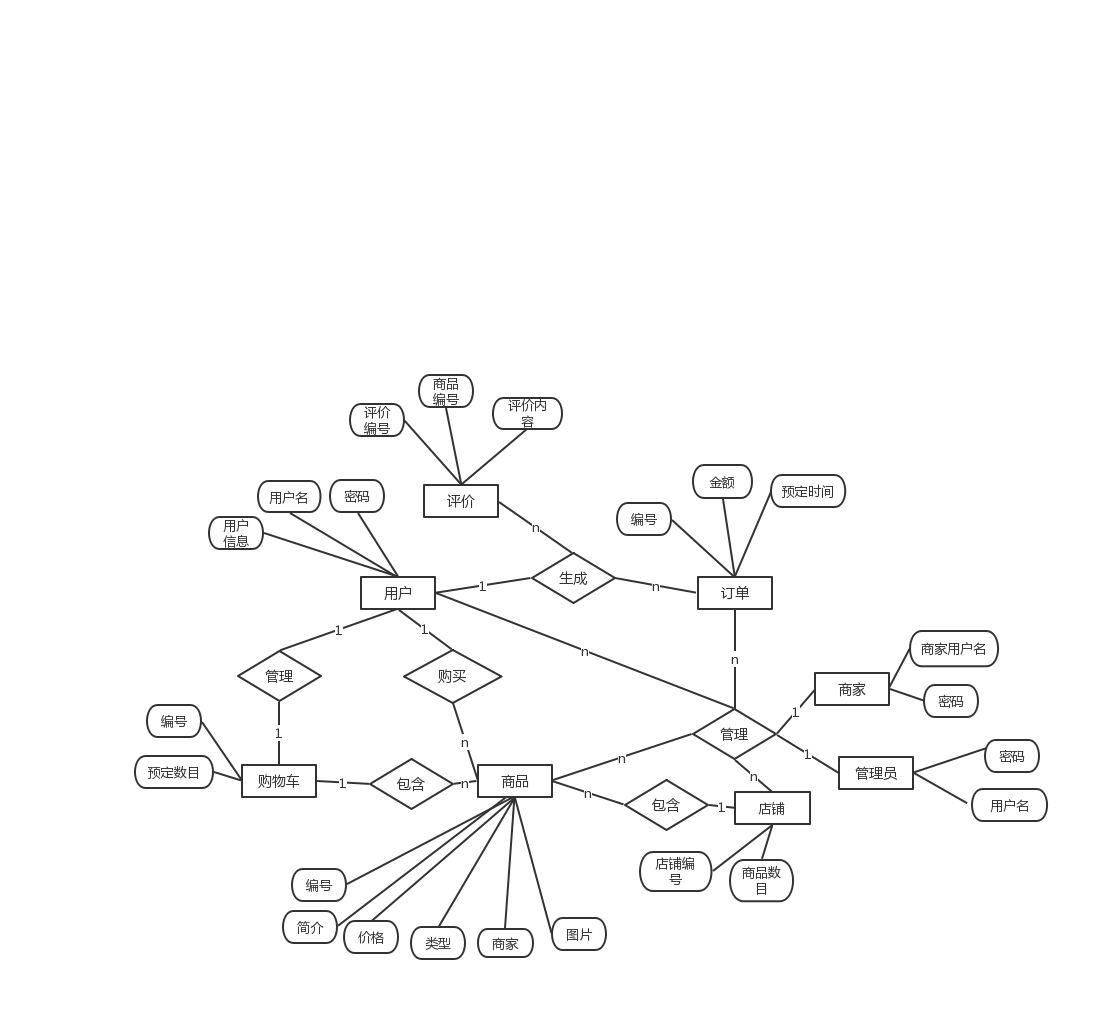 商品
编号
评价
编号
评价内
容
用户名
密码
评价
用户
信息
金额
预定时间
编号
n
生成
1
n
用户
订单
1
1
n
n
管理
购买
商家用户名
商家
密码
编号
1
n
管理
1
1
密码
预定数目
购物车
1
包含
n
商品
n
n
管理员
n
包含
1
店铺
用户名
店铺编
号
商品数
目
编号
简介
价格
类型
商家
图片